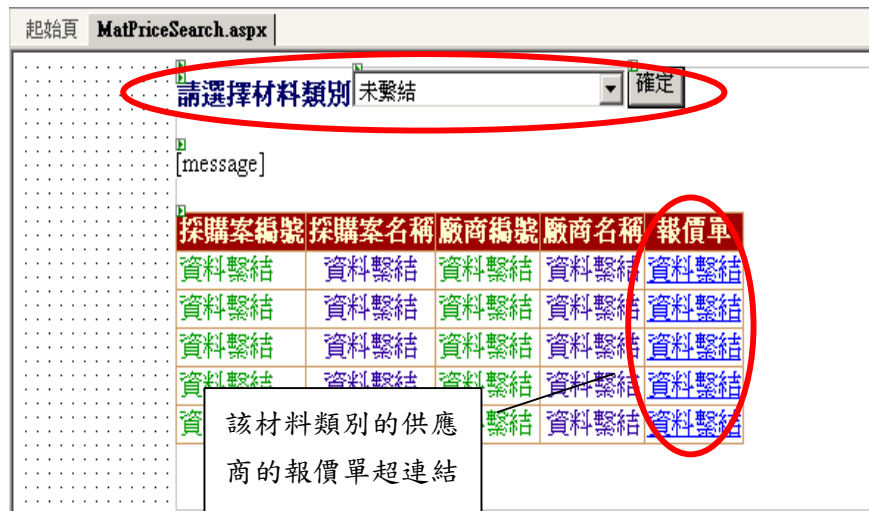 起始頁 MatPriceSearch.aspx
請選擇材料類別 未繫結 確定
[message]
採購案編號 採購案名稱 廠商編號 廠商名稱 報價單
資料繫結 資料繫結 資料繫結 資料繫結 資料繫結
資料繫結 資料繫結 資料繫結 資料繫結 資料繫結
資料繫結 資料繫結 資料繫結 資料繫結 資料繫結
資料繫結 資料繫結 資料繫結 資料繫結 資料繫結
資 繫結 資料繫結 資料繫結
該材料類別的供應
商的報價單超連結